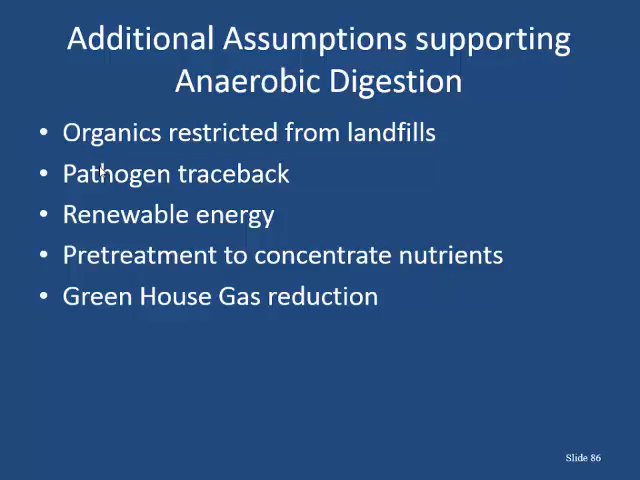 Additional Assumptions supporting
Anaerobic Digestion
• Organics restricted from landfills
• Pathogen traceback
• Renewable energy
• Pretreatment to concentrate nutrients
• Green House Gas reduction
Slide 86